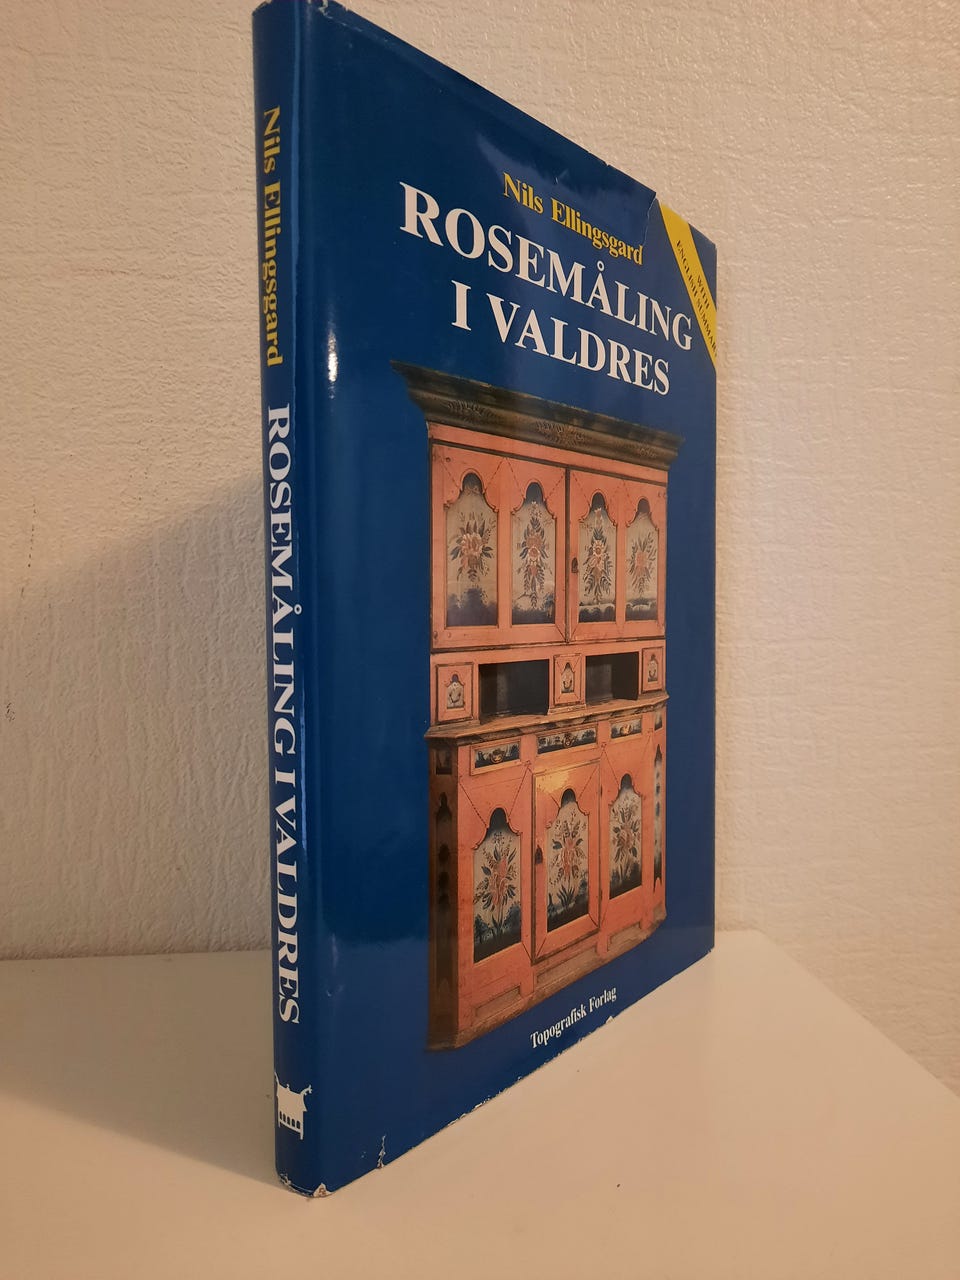 Nils Ellingsgard
ROSEMÅLING
I VALDRES
WITH
ENGLISH SUMMARY
Topografisk Forlag
Nils Ellingsgard ROSEMÅLING I VALDRES